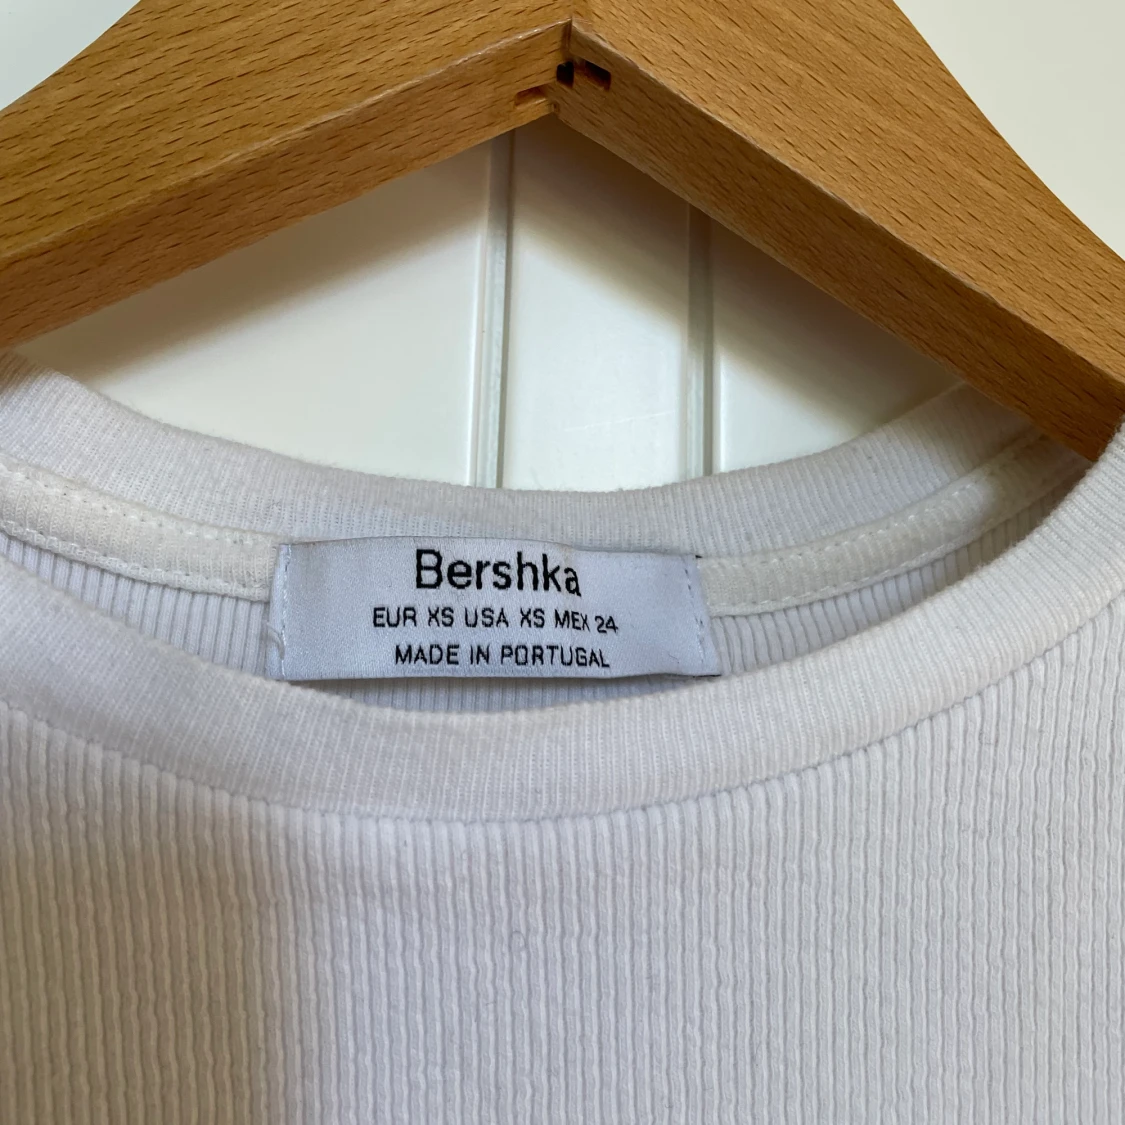 Bershka
EUR XS USA XS MEX 24
MADE IN PORTUGAL